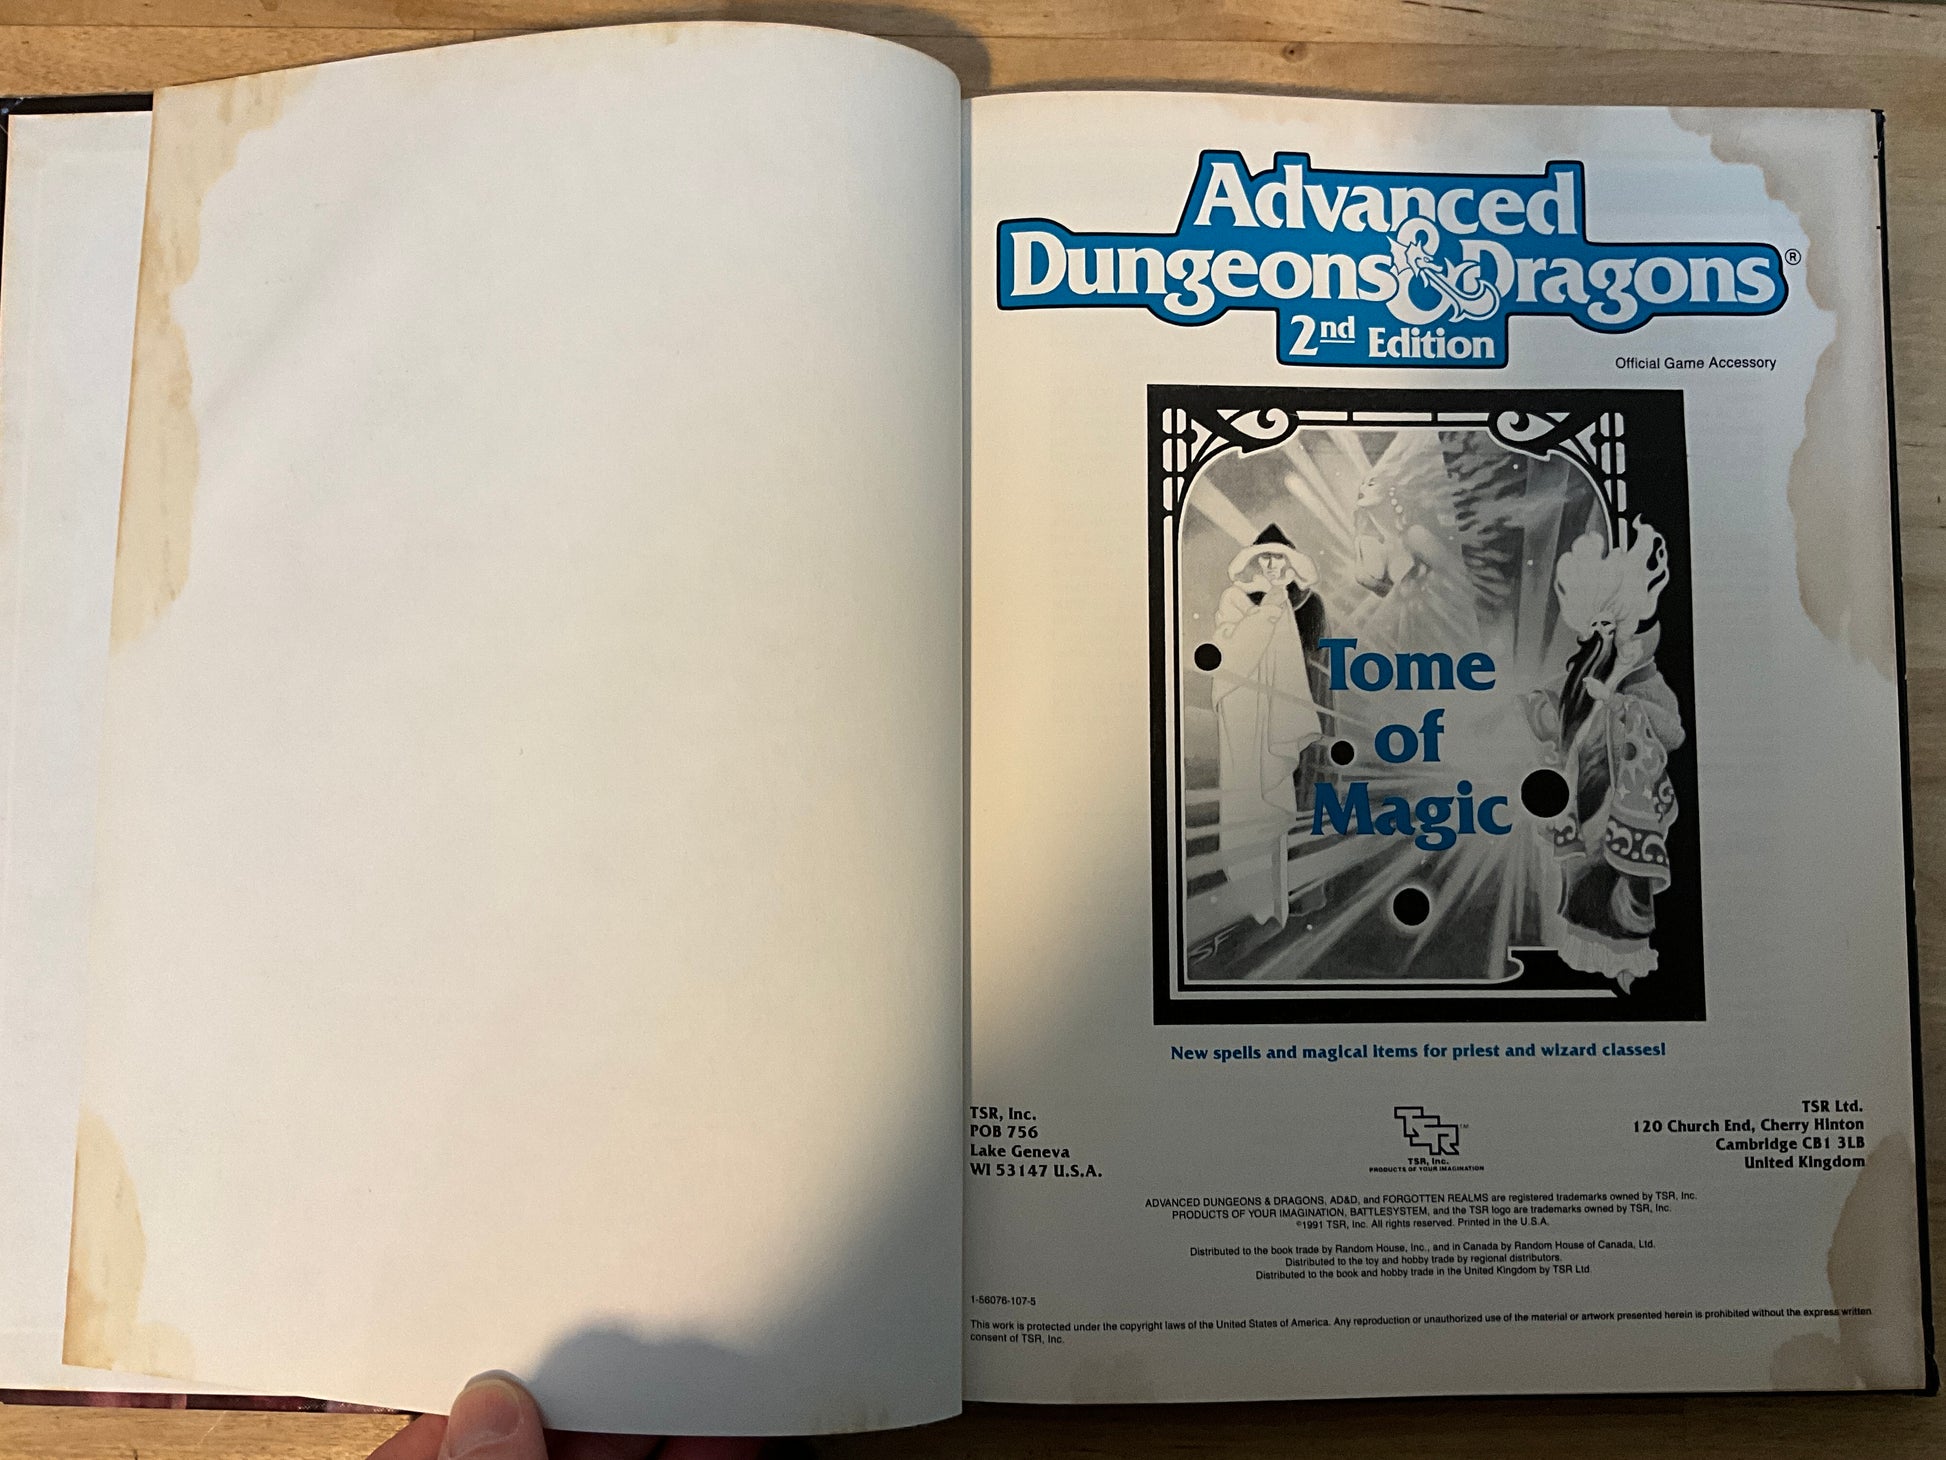 Advanced
Dungeons & Dragons®
2nd Edition
Official Game Accessory
Tome
of
Magic
SF
New spells and magical items for priest and wizard classes!
TSR, Inc.
POB 756
Lake Geneva
WI 53147 U.S.A.
TSR™
TSR, Inc.
PRODUCTS OF YOUR IMAGINATION
TSR Ltd.
120 Church End, Cherry Hinton
Cambridge CB1 3LB
United Kingdom
ADVANCED DUNGEONS & DRAGONS, AD&D, and FORGOTTEN REALMS are registered trademarks owned by TSR, Inc.
PRODUCTS OF YOUR IMAGINATION, BATTLESYSTEM, and the TSR logo are trademarks owned by TSR, Inc.
©1991 TSR, Inc. All rights reserved. Printed in the U.S.A.
Distributed to the book trade by Random House, Inc., and in Canada by Random House of Canada, Ltd.
Distributed to the toy and hobby trade by regional distributors.
Distributed to the book and hobby trade in the United Kingdom by TSR Ltd.
1-56076-107-5
This work is protected under the copyright laws of the United States of America. Any reproduction or unauthorized use of the material or artwork presented herein is prohibited without the express written
consent of TSR, Inc.